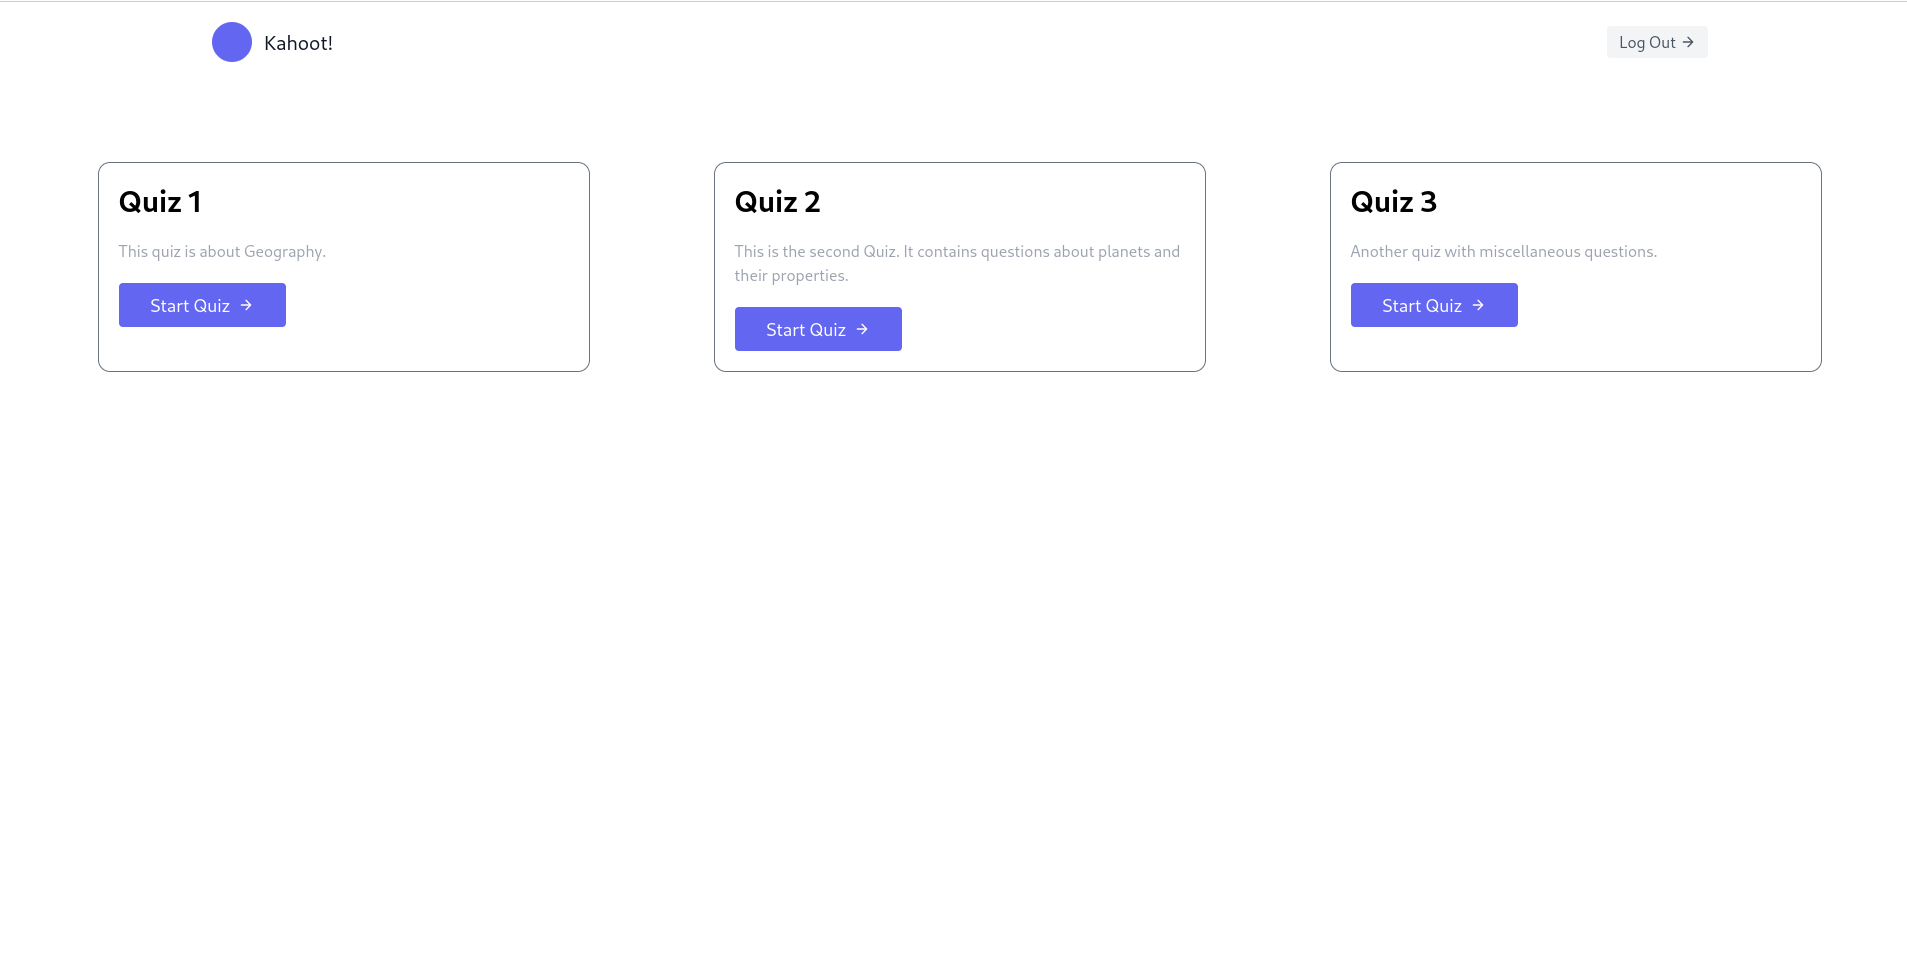 Kahoot!
Log Out →
Quiz 1
This quiz is about Geography.
Start Quiz →
Quiz 2
This is the second Quiz. It contains questions about planets and
their properties.
Start Quiz →
Quiz 3
Another quiz with miscellaneous questions.
Start Quiz →